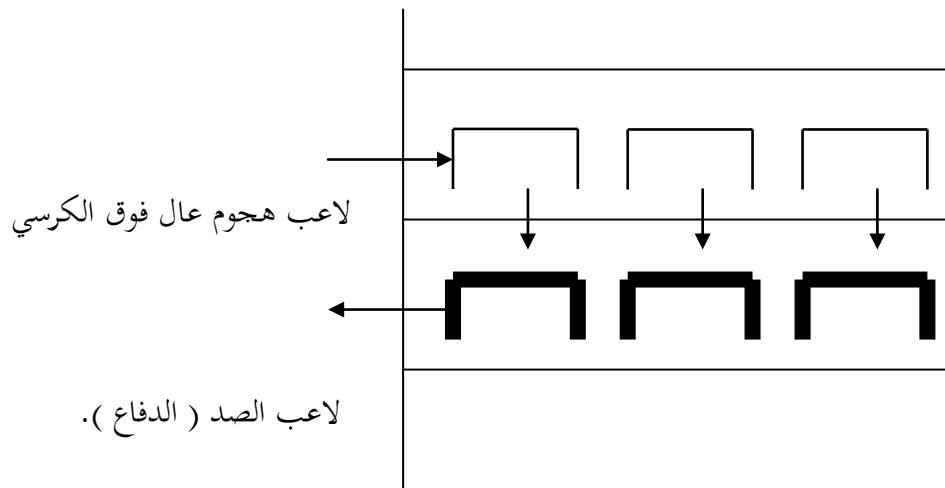 لاعب هجوم عال فوق الكرسي
لاعب الصد ( الدفاع ).